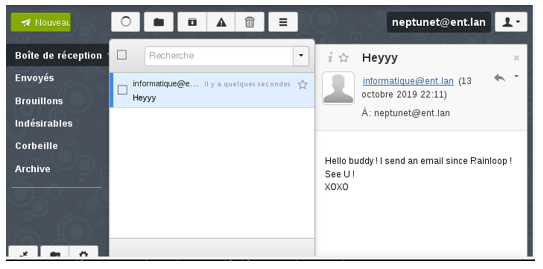 Nouveau
neptunet@ent.lan
Boîte de réception
Envoyés
Brouillons
Indésirables
Corbeille
Archive
Recherche
informatique@e... il y a quelques secondes
Heyyy
Heyyy
informatique@ent.lan (13
octobre 2019 22:11)
À: neptunet@ent.lan
Hello buddy ! I send an email since Rainloop !
See U !
XOXO